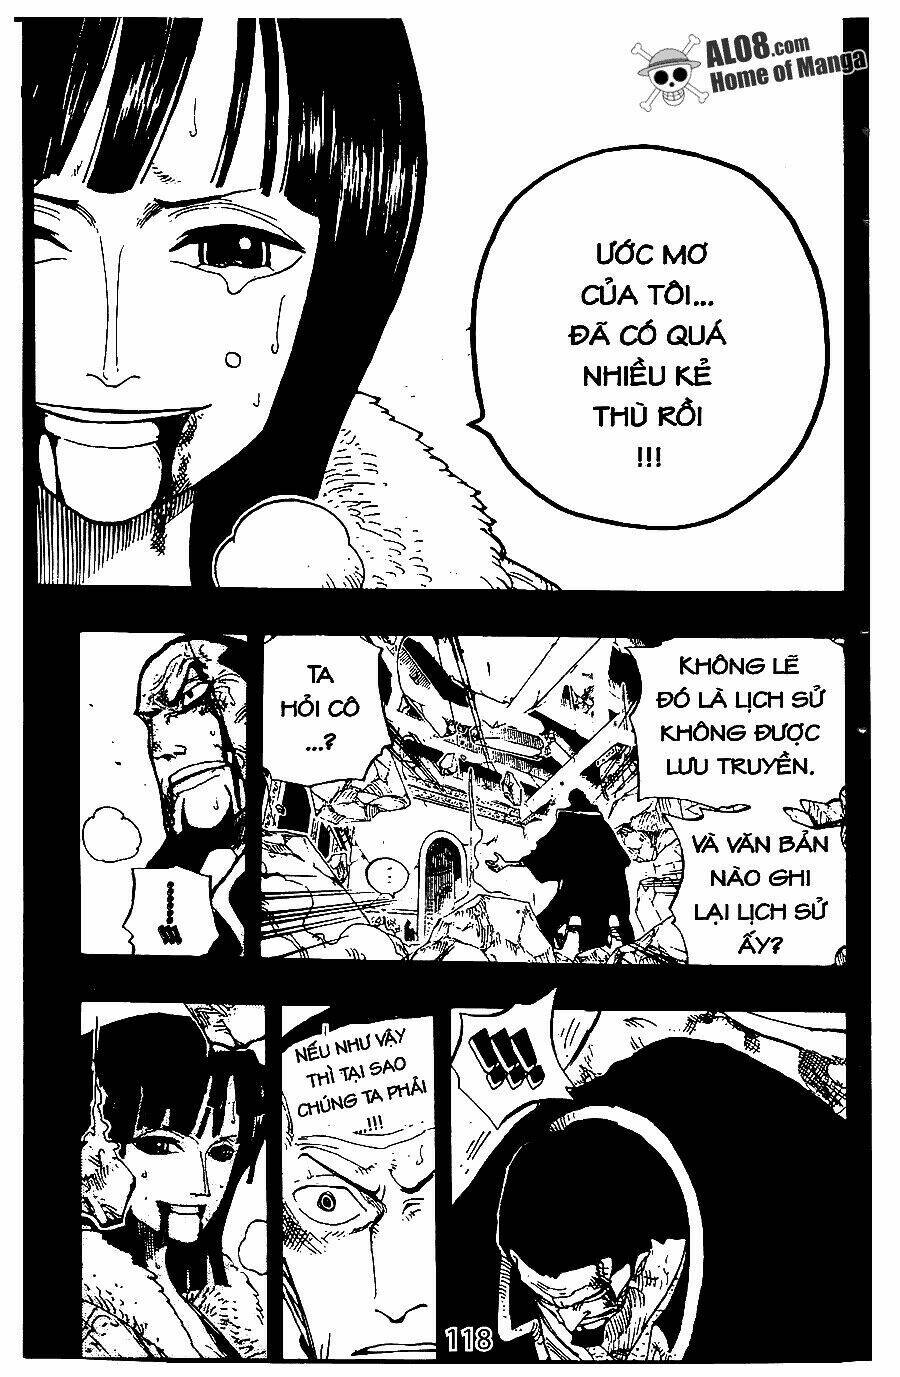 AL08.com
Home of Manga
ƯỚC MƠ
CỦA TÔI...
ĐÃ CÓ QUÁ
NHIỀU KẺ
THÙ RỒI
!!!
KHÔNG LẼ
ĐÓ LÀ LỊCH SỬ
KHÔNG ĐƯỢC
LƯU TRUYỀN.
VÀ VĂN BẢN
NÀO GHI
LẠI LỊCH SỬ
ẤY?
TA
HỎI CÔ
...?
...
......!!!
!!!
NẾU NHƯ VẬY
THÌ TẠI SAO
CHÚNG TA PHẢI
...!!!
118